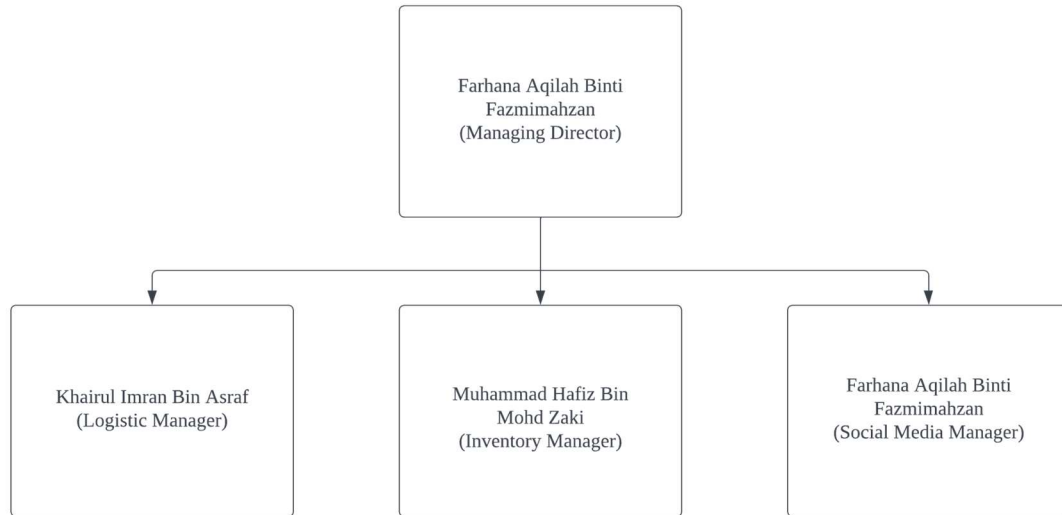 Farhana Aqilah Binti
Fazmimahzan
(Managing Director)
Khairul Imran Bin Asraf
(Logistic Manager)
Muhammad Hafiz Bin
Mohd Zaki
(Inventory Manager)
Farhana Aqilah Binti
Fazmimahzan
(Social Media Manager)